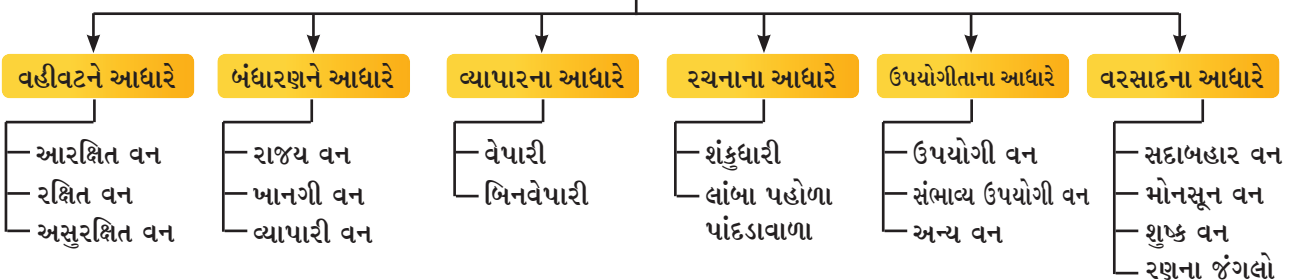 વહીવટને આધારે
આરક્ષિત વન
રક્ષિત વન
અસુરક્ષિત વન
બંધારણને આધારે
રાજય વન
ખાનગી વન
વ્યાપારી વન
વ્યાપારના આધારે
વેપારી
બિનવેપારી
રચનાના આધારે
શંકુધારી
લાંબા પહોળા
પાંદડાવાળા
ઉપયોગીતાના આધારે
ઉપયોગી વન
સંભાવ્ય ઉપયોગી વન
અન્ય વન
વરસાદના આધારે
સદાબહાર વન
મોનસૂન વન
શુષ્ક વન
રણના જંગલો